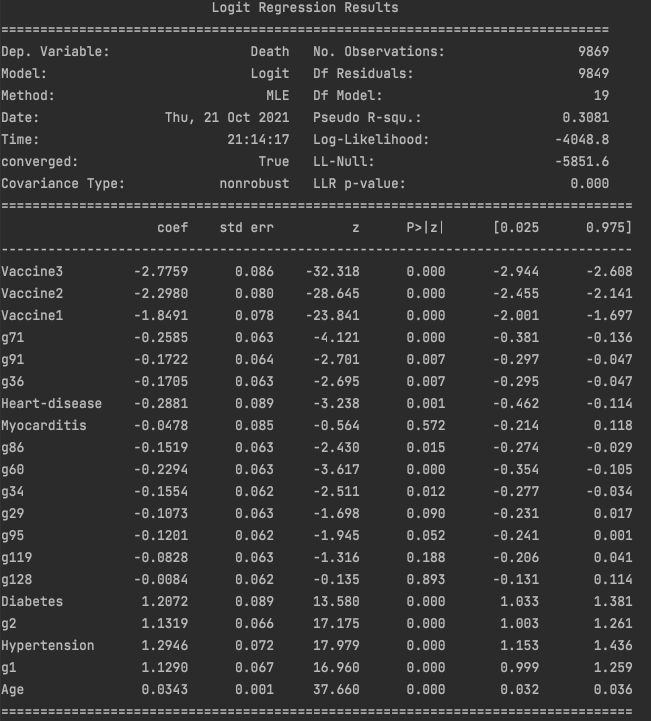 Logit Regression Results
==============================================================================
Dep. Variable:                  Death   No. Observations:                 9869
Model:                          Logit   Df Residuals:                     9849
Method:                           MLE   Df Model:                           19
Date:                Thu, 21 Oct 2021   Pseudo R-squ.:                  0.3081
Time:                        21:14:17   Log-Likelihood:                -4048.8
converged:                       True   LL-Null:                       -5851.6
Covariance Type:            nonrobust   LLR p-value:                     0.000
=================================================================================
                    coef    std err          z      P>|z|      [0.025      0.975]
---------------------------------------------------------------------------------
Vaccine3         -2.7759      0.086    -32.318      0.000      -2.944      -2.608
Vaccine2         -2.2980      0.080    -28.645      0.000      -2.455      -2.141
Vaccine1         -1.8491      0.078    -23.841      0.000      -2.001      -1.697
g71              -0.2585      0.063     -4.121      0.000      -0.381      -0.136
g91              -0.1722      0.064     -2.701      0.007      -0.297      -0.047
g36              -0.1705      0.063     -2.695      0.007      -0.295      -0.047
Heart-disease    -0.2881      0.089     -3.238      0.001      -0.462      -0.114
Myocarditis      -0.0478      0.085     -0.564      0.572      -0.214       0.118
g86              -0.1519      0.063     -2.430      0.015      -0.274      -0.029
g60              -0.2294      0.063     -3.617      0.000      -0.354      -0.105
g34              -0.1554      0.062     -2.511      0.012      -0.277      -0.034
g29              -0.1073      0.063     -1.698      0.090      -0.231       0.017
g95              -0.1201      0.062     -1.945      0.052      -0.241       0.001
g119             -0.0828      0.063     -1.316      0.188      -0.206       0.041
g128             -0.0084      0.062     -0.135      0.893      -0.131       0.114
Diabetes          1.2072      0.089     13.580      0.000       1.033       1.381
g2                1.1319      0.066     17.175      0.000       1.003       1.261
Hypertension      1.2946      0.072     17.979      0.000       1.153       1.436
g1                1.1290      0.067     16.960      0.000       0.999       1.259
Age               0.0343      0.001     37.660      0.000       0.032       0.036
=================================================================================